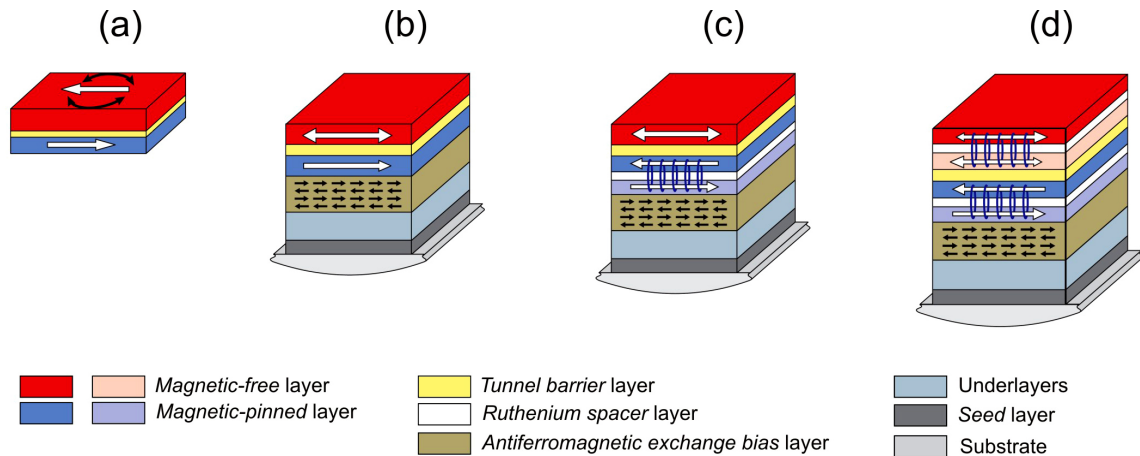 (a)
(b)
(c)
(d)
Magnetic-free layer
Magnetic-pinned layer
Tunnel barrier layer
Ruthenium spacer layer
Antiferromagnetic exchange bias layer
Underlayers
Seed layer
Substrate